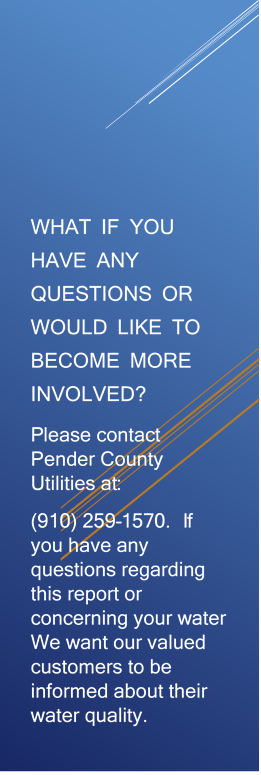 WHAT IF YOU
HAVE ANY
QUESTIONS OR
WOULD LIKE TO
BECOME MORE
INVOLVED?
Please contact
Pender County
Utilities at:
(910) 259-1570.  If
you have any
questions regarding
this report or
concerning your water
We want our valued
customers to be
informed about their
water quality.